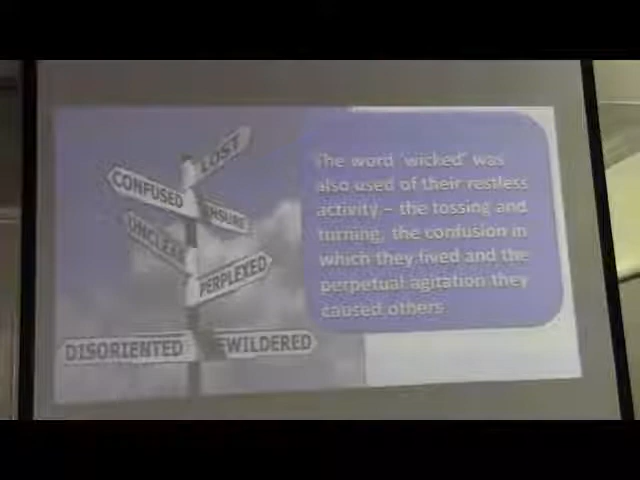 LOST
CONFUSED
UNSURE
UNCLEAR
PERPLEXED
DISORIENTED
BEWILDERED
The word 'wicked' was
also used of their restless
activity – the tossing and
turning, the confusion in
which they lived and the
perpetual agitation they
caused others